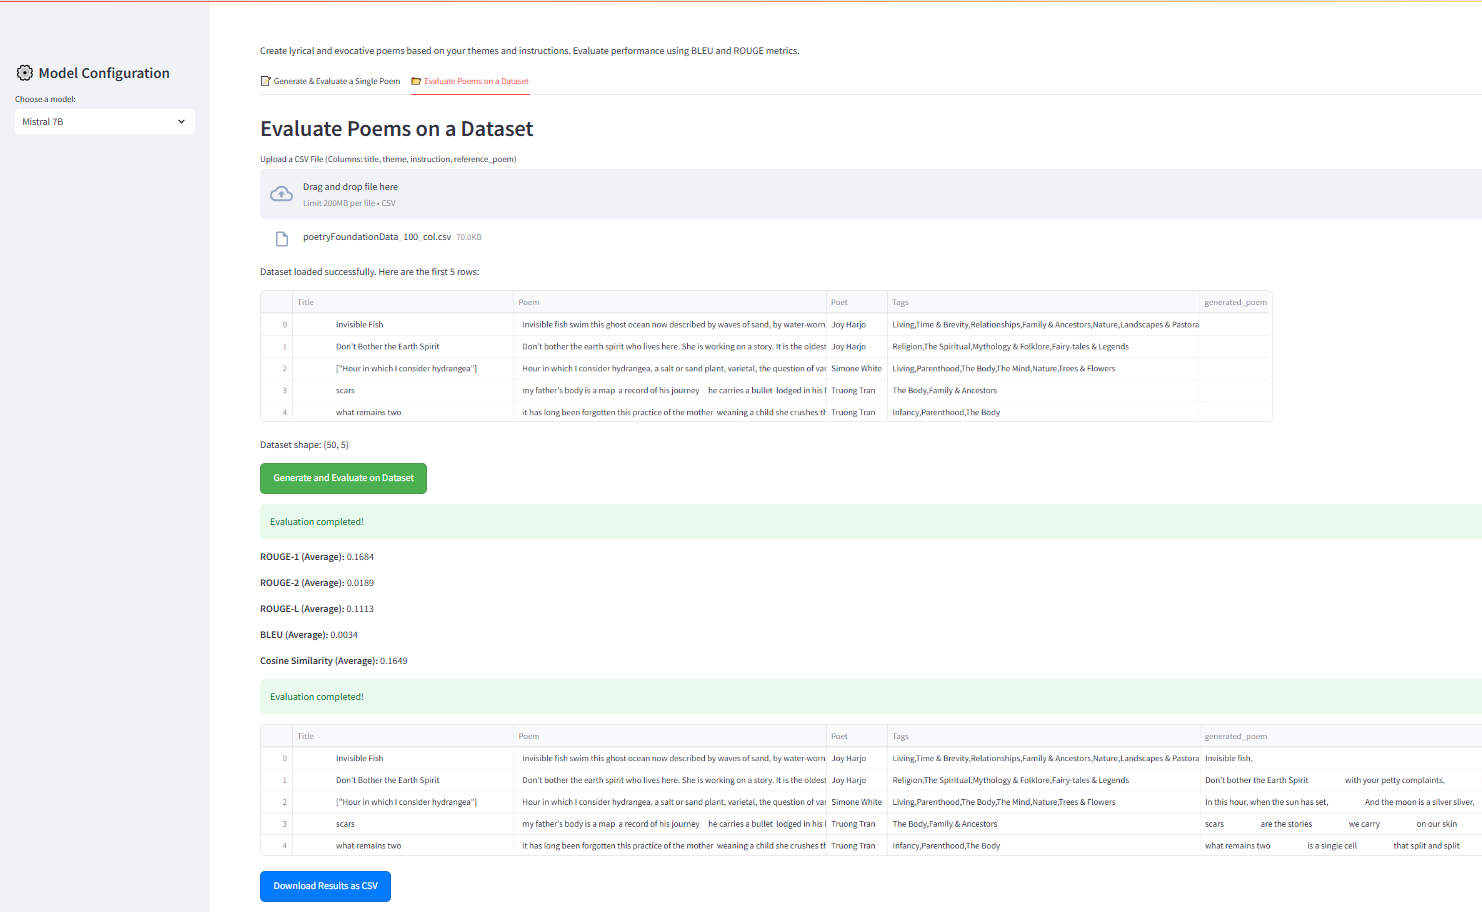 Create lyrical and evocative poems based on your themes and instructions. Evaluate performance using BLEU and ROUGE metrics.
Model Configuration
Choose a model:
Mistral 7B
Generate & Evaluate a Single Poem
Evaluate Poems on a Dataset
Evaluate Poems on a Dataset
Upload a CSV File (Columns: title, theme, instruction, reference_poem)
Drag and drop file here
Limit 200MB per file • CSV
poetryFoundationData_100_col.csv 70.0KB
Dataset loaded successfully. Here are the first 5 rows:
Title Poem Poet Tags generated_poem
0 Invisible Fish Invisible fish swim this ghost ocean now described by waves of sand, by water-worn Joy Harjo Living,Time & Brevity,Relationships,Family & Ancestors,Nature,Landscapes & Pastora
1 Don't Bother the Earth Spirit Don't bother the earth spirit who lives here. She is working on a story. It is the oldest Joy Harjo Religion,The Spiritual,Mythology & Folklore,Fairy-tales & Legends
2 ["Hour in which I consider hydrangea"] Hour in which I consider hydrangea, a salt or sand plant, varietal, the question of var Simone White Living,Parenthood,The Body,The Mind,Nature,Trees & Flowers
3 scars my father's body is a map a record of his journey he carries a bullet lodged in his l Truong Tran The Body,Family & Ancestors
4 what remains two it has long been forgotten this practice of the mother weaning a child she crushes th Truong Tran Infancy,Parenthood,The Body
Dataset shape: (50, 5)
Generate and Evaluate on Dataset
Evaluation completed!
ROUGE-1 (Average): 0.1684
ROUGE-2 (Average): 0.0189
ROUGE-L (Average): 0.1113
BLEU (Average): 0.0034
Cosine Similarity (Average): 0.1649
Evaluation completed!
Title Poem Poet Tags generated_poem
0 Invisible Fish Invisible fish swim this ghost ocean now described by waves of sand, by water-worn Joy Harjo Living,Time & Brevity,Relationships,Family & Ancestors,Nature,Landscapes & Pastora Invisible fish,
1 Don't Bother the Earth Spirit Don't bother the earth spirit who lives here. She is working on a story. It is the oldest Joy Harjo Religion,The Spiritual,Mythology & Folklore,Fairy-tales & Legends Don't bother the Earth Spirit with your petty complaints,
2 ["Hour in which I consider hydrangea"] Hour in which I consider hydrangea, a salt or sand plant, varietal, the question of var Simone White Living,Parenthood,The Body,The Mind,Nature,Trees & Flowers In this hour, when the sun has set, And the moon is a silver sliver,
3 scars my father's body is a map a record of his journey he carries a bullet lodged in his l Truong Tran The Body,Family & Ancestors scars are the stories we carry on our skin
4 what remains two it has long been forgotten this practice of the mother weaning a child she crushes th Truong Tran Infancy,Parenthood,The Body what remains two is a single cell that split and split
Download Results as CSV